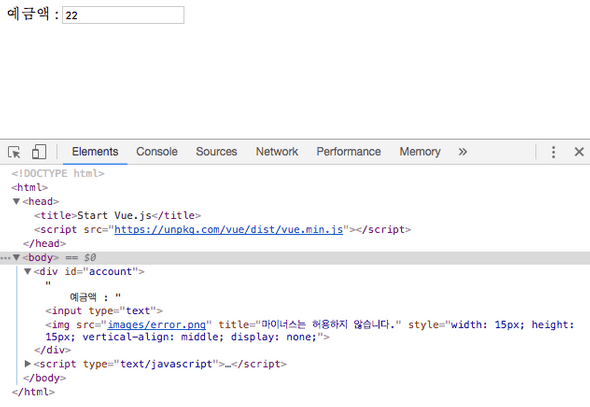 예금액 : 22
Elements Console Sources Network Performance Memory »
<!DOCTYPE html>
<html>
▼<head>
<title>Start Vue.js</title>
<script src="https://unpkg.com/vue/dist/vue.min.js"></script>
</head>
…▼<body> == $0
▼<div id="account">
"
예금액 : "
<input type="text">
<img src="images/error.png" title="마이너스는 허용하지 않습니다." style="width: 15px; height:
15px; vertical-align: middle; display: none;">
</div>
▶<script type="text/javascript">…</script>
</body>
</html>